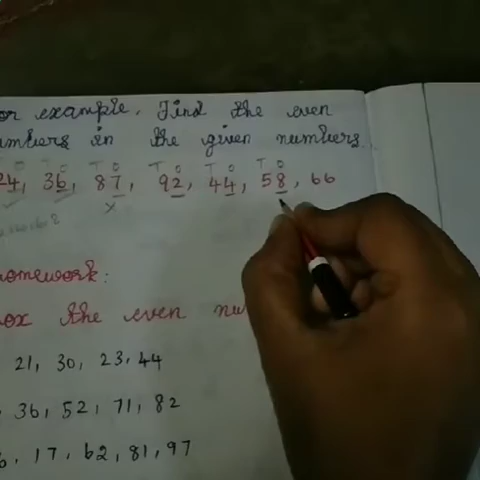 example. Find the even
numbers in the given numbers.
T O T O T O T O T O
24, 36, 87, 92, 44, 58, 66
x
Homework:
Box the even
21, 30, 23, 44
36, 52, 71, 82
17, 62, 81, 97